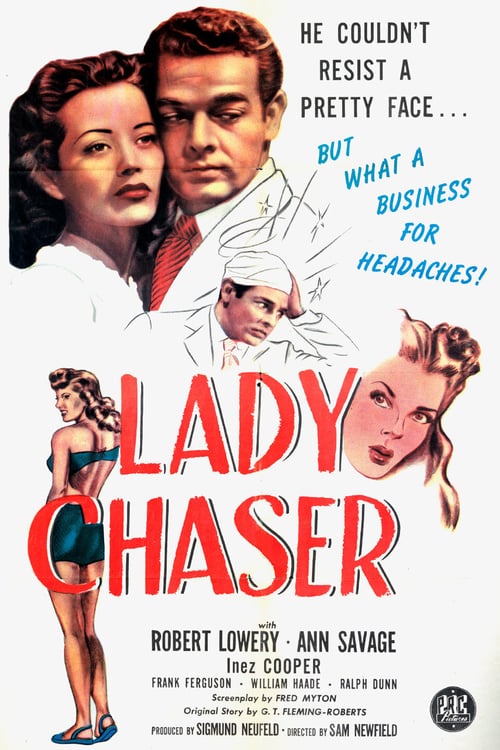 HE COULDN'T
RESIST A
PRETTY FACE...
BUT
WHAT A
BUSINESS
FOR
HEADACHES!
LADY
CHASER
with
ROBERT LOWERY · ANN SAVAGE
Inez COOPER
FRANK FERGUSON · WILLIAM HAADE · RALPH DUNN
Screenplay by FRED MYTON
Original Story by G. T. FLEMING-ROBERTS
PRODUCED BY SIGMUND NEUFELD · DIRECTED BY SAM NEWFIELD
PRC
Pictures